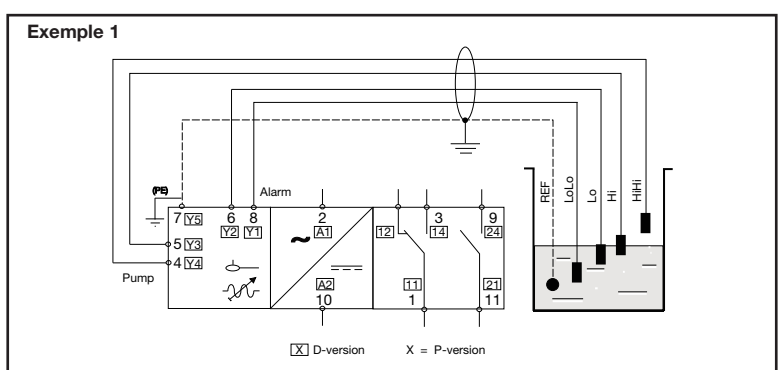 Exemple 1
REF
LoLo
Lo
Hi
HiHi
(PE)
Alarm
7 Y5 6 8 2 3 9
Y2 Y1 A1 12 14 24
~
5 Y3
4 Y4
Pump
A2 11 21
10 1 11
X D-version X = P-version